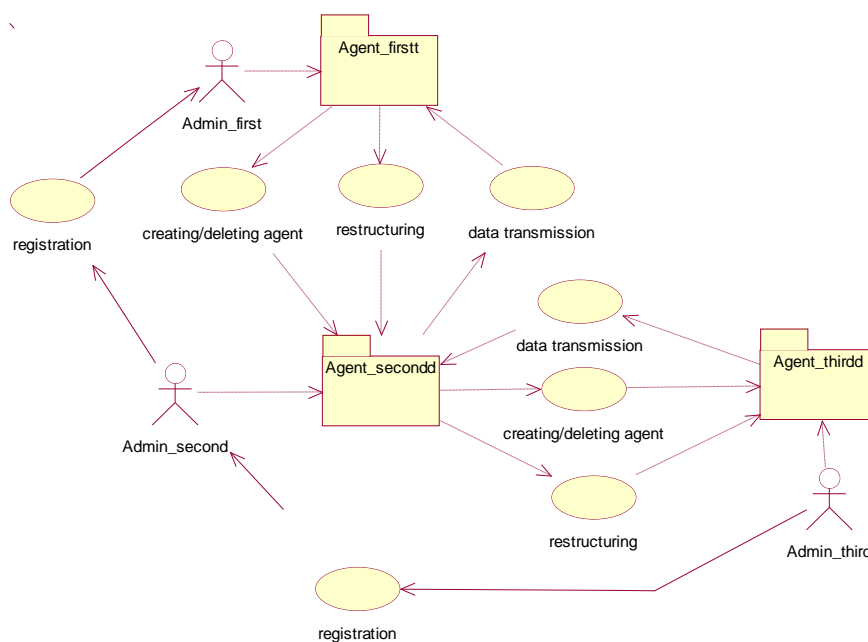 Agent_firstt
Admin_first
registration
creating/deleting agent
restructuring
data transmission
data transmission
Agent_secondd
Agent_thirdd
creating/deleting agent
Admin_second
restructuring
Admin_third
registration